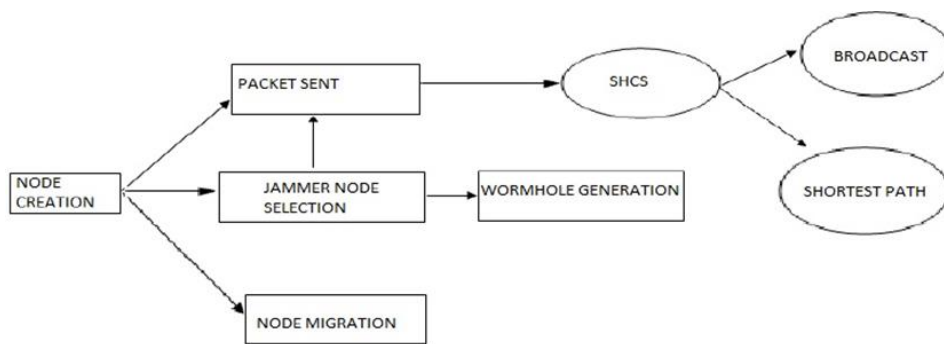 BROADCAST
PACKET SENT
SHCS
NODE
CREATION
JAMMER NODE
SELECTION
WORMHOLE GENERATION
SHORTEST PATH
NODE MIGRATION